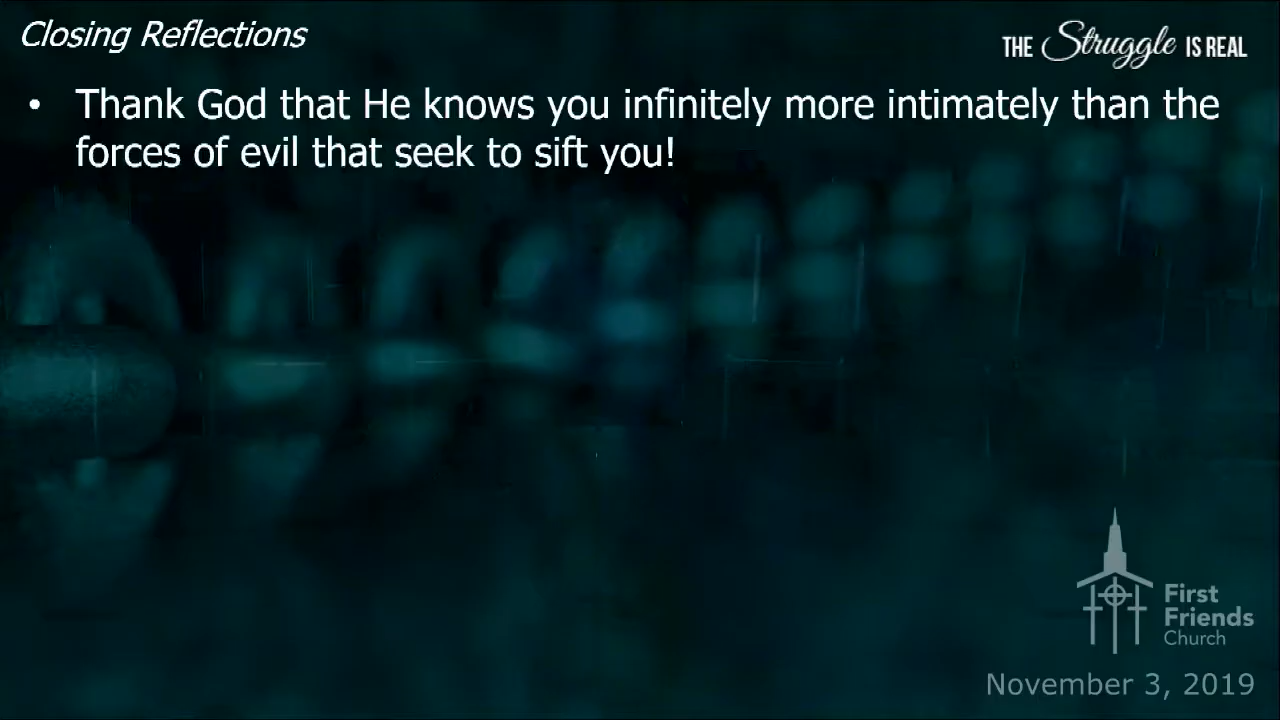 Closing Reflections
THE Struggle IS REAL
• Thank God that He knows you infinitely more intimately than the
forces of evil that seek to sift you!
First
Friends
Church
November 3, 2019